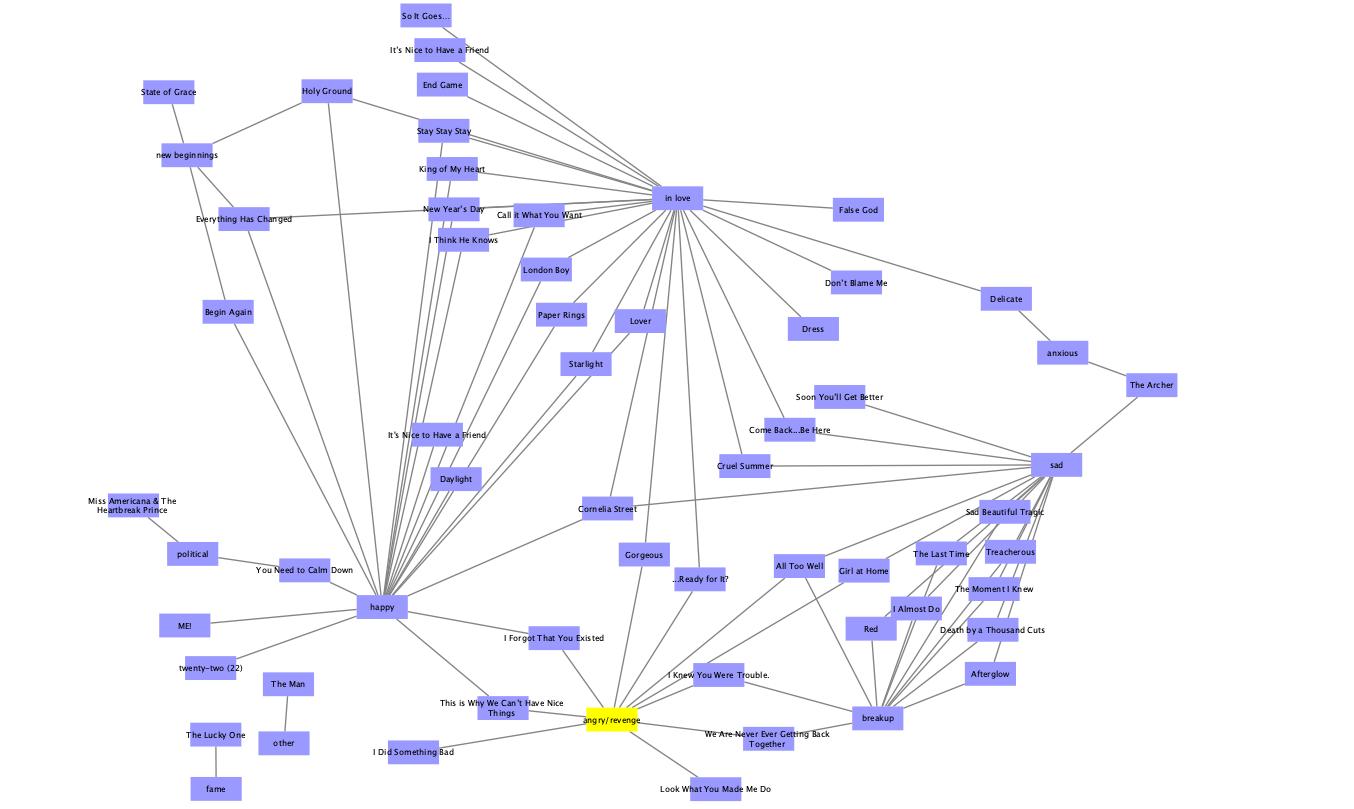 So It Goes...
It's Nice to Have a Friend
End Game
State of Grace
Holy Ground
Stay Stay Stay
new beginnings
King of My Heart
in love
New Year's Day
Call it What You Want
False God
Everything Has Changed
I Think He Knows
London Boy
Don't Blame Me
Delicate
Begin Again
Paper Rings
Lover
Dress
anxious
Starlight
The Archer
Soon You'll Get Better
Come Back...Be Here
It's Nice to Have a Friend
Cruel Summer
sad
Daylight
Miss Americana & The
Heartbreak Prince
Cornelia Street
Sad Beautiful Tragic
political
Gorgeous
The Last Time
Treacherous
You Need to Calm Down
All Too Well
Girl at Home
...Ready for It?
The Moment I Knew
happy
I Almost Do
ME!
Red
Death by a Thousand Cuts
I Forgot That You Existed
twenty-two (22)
I Knew You Were Trouble.
Afterglow
The Man
This is Why We Can't Have Nice
Things
angry/revenge
breakup
The Lucky One
other
We Are Never Ever Getting Back
Together
I Did Something Bad
fame
Look What You Made Me Do